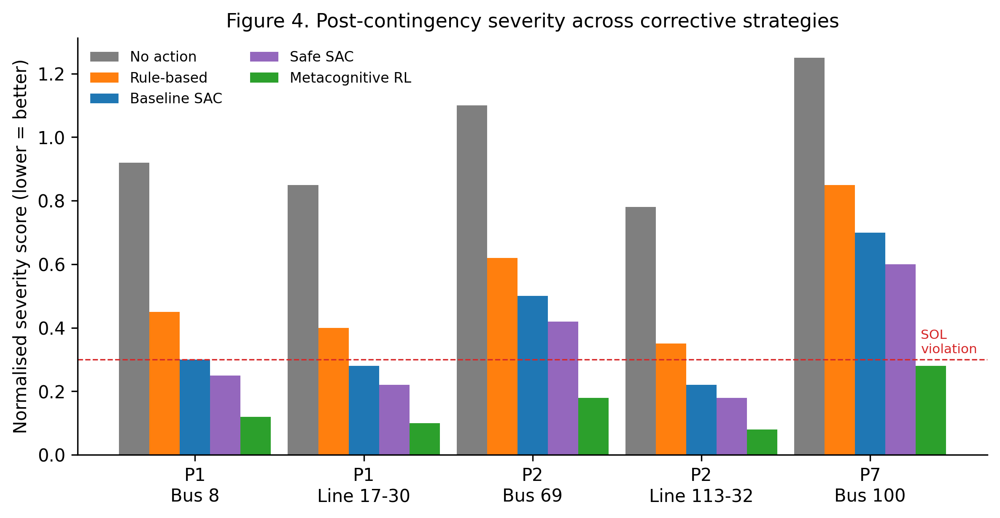 Figure 4. Post-contingency severity across corrective strategies
No action
Rule-based
Baseline SAC
Safe SAC
Metacognitive RL
Normalised severity score (lower = better)
1.2
1.0
0.8
0.6
0.4
0.2
0.0
SOL
violation
P1
Bus 8
P1
Line 17-30
P2
Bus 69
P2
Line 113-32
P7
Bus 100